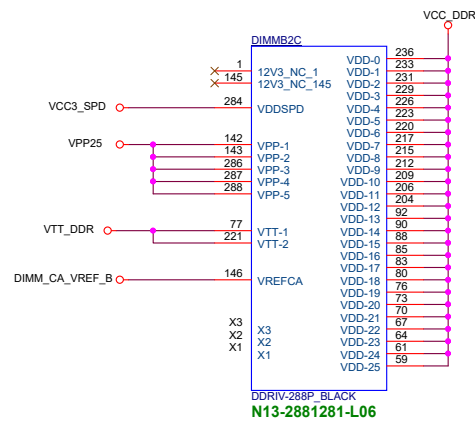 VCC_DDR
DIMMB2C
1 12V3_NC_1
145 12V3_NC_145
VCC3_SPD 284 VDDSPD
VPP25 142 VPP-1
143 VPP-2
286 VPP-3
287 VPP-4
288 VPP-5
VTT_DDR 77 VTT-1
221 VTT-2
DIMM_CA_VREF_B 146 VREFCA
X3 X3
X2 X2
X1 X1
VDD-0 236
VDD-1 233
VDD-2 231
VDD-3 229
VDD-4 226
VDD-5 223
VDD-6 220
VDD-7 217
VDD-8 215
VDD-9 212
VDD-10 209
VDD-11 206
VDD-12 204
VDD-13 92
VDD-14 90
VDD-15 88
VDD-16 85
VDD-17 83
VDD-18 80
VDD-19 76
VDD-20 73
VDD-21 70
VDD-22 67
VDD-23 64
VDD-24 61
VDD-25 59
DDRIV-288P_BLACK
N13-2881281-L06